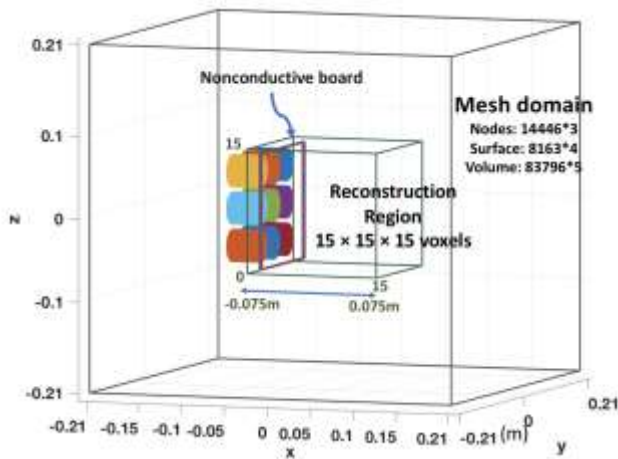 0.21
Nonconductive board
Mesh domain
Nodes: 14446*3
Surface: 8163*4
Volume: 83796*5
0.1
15
Reconstruction
Region
15 × 15 × 15 voxels
z
0
0
15
-0.075m
0.075m
-0.1
-0.21
-0.21 -0.15 -0.1 -0.05 0 0.05 0.1 0.15 0.21
x
-0.21 (m) 0 0.21
y